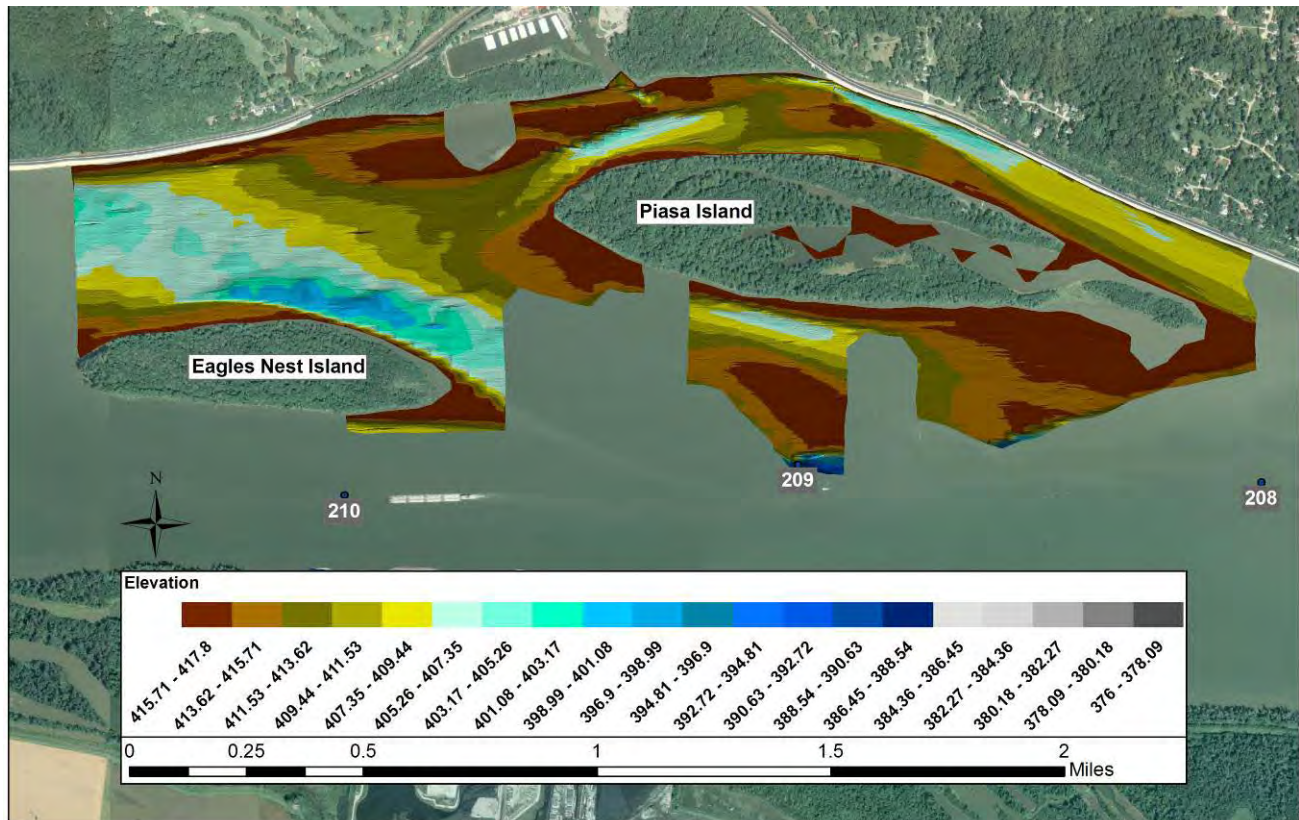 Piasa Island
Eagles Nest Island
N
210
209
208
Elevation
415.71 - 417.8
413.62 - 415.71
411.53 - 413.62
409.44 - 411.53
407.35 - 409.44
405.26 - 407.35
403.17 - 405.26
401.08 - 403.17
398.99 - 401.08
396.9 - 398.99
394.81 - 396.9
392.72 - 394.81
390.63 - 392.72
388.54 - 390.63
386.45 - 388.54
384.36 - 386.45
382.27 - 384.36
380.18 - 382.27
378.09 - 380.18
376 - 378.09
0 0.25 0.5 1 1.5 2
Miles